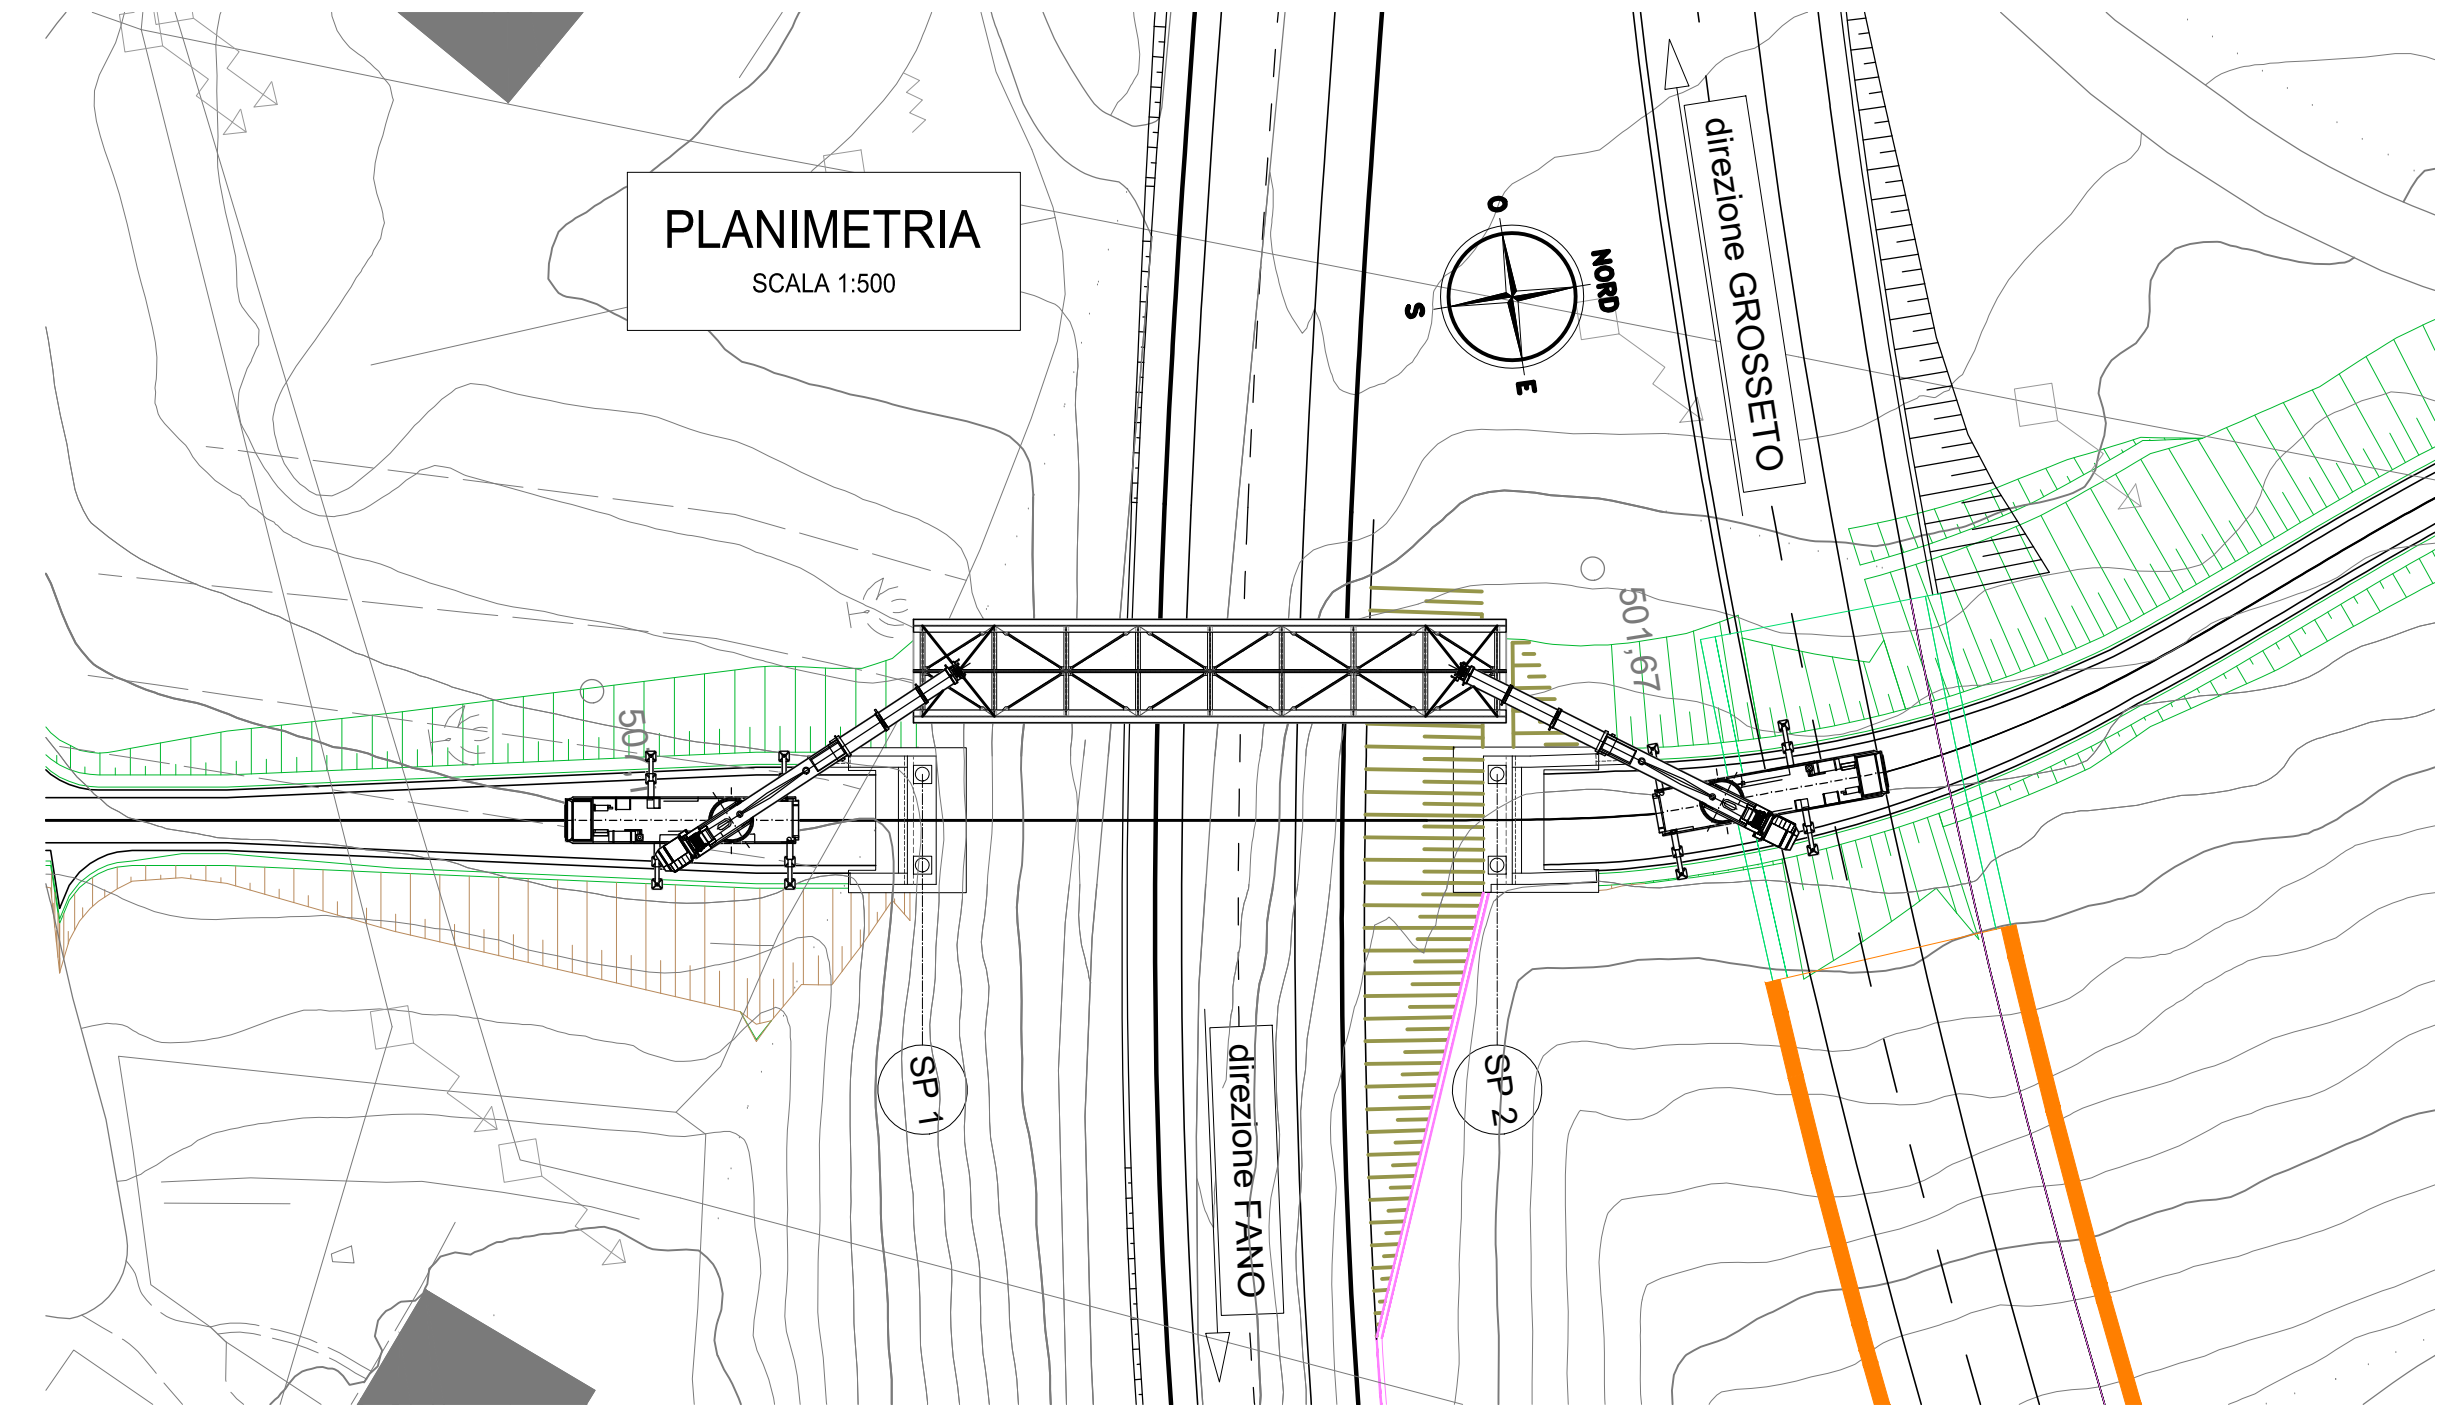 PLANIMETRIA
SCALA 1:500
O
NORD
S
E
direzione GROSSETO
501,67
SP 1
SP 2
direzione FANO